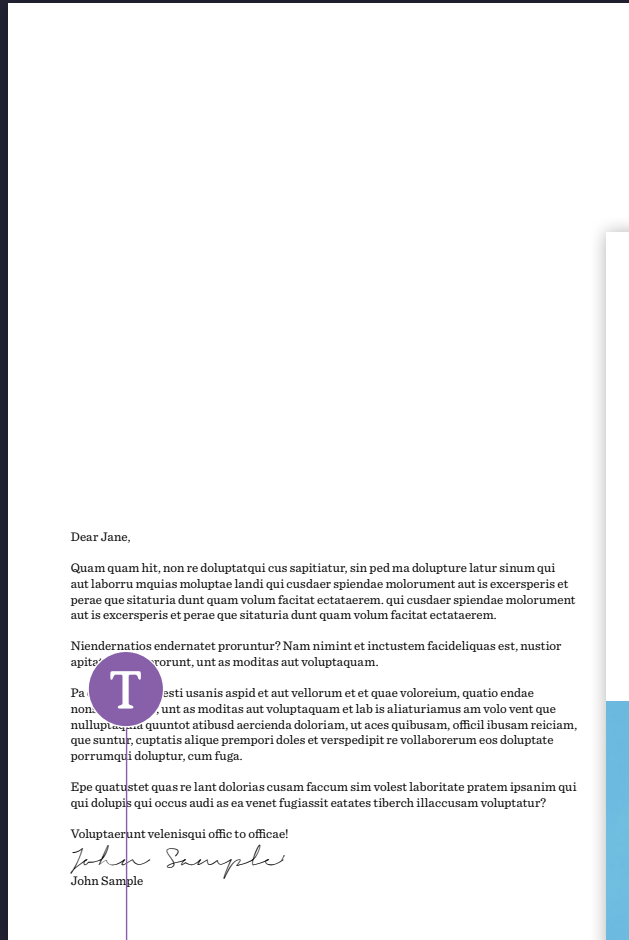 Dear Jane,
Quam quam hit, non re doluptatqui cus sapitiatur, sin ped ma dolupture latur sinum qui
aut laborru mquias moluptae landi qui cusdaer spiendae molorument aut is excersperis et
perae que sitaturia dunt quam volum facitat ectataerem. qui cusdaer spiendae molorument
aut is excersperis et perae que sitaturia dunt quam volum facitat ectataerem.
Niendernatios endernatet proruntur? Nam nimint et inctustem facideliquas est, nustior
unt as moditas aut voluptaquam.
T
usanis aspid et aut vellorum et et quae voloreium, quatio endae
unt as moditas aut voluptaquam et lab is aliaturiamus am volo vent que
nulluptaquia quuntot atibusd aercienda doloriam, ut aces quibusam, officil ibusam reiciam,
que suntur, cuptatis alique prempori doles et verspedipit re vollaborerum eos doluptate
porrumqui doluptur, cum fuga.
Epe quatustet quas re lant dolorias cusam faccum sim volest laboritate pratem ipsanim qui
qui dolupis qui occus audi as ea venet fugiassit eatates tiberch illaccusam voluptatur?
Voluptaerunt velenisqui offic to officae!
John Sample
John Sample